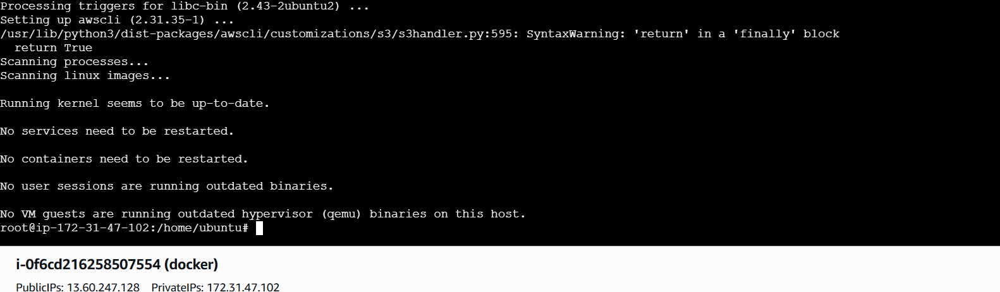 Processing triggers for libc-bin (2.43-2ubuntu2) ...
Setting up awscli (2.31.35-1) ...
/usr/lib/python3/dist-packages/awscli/customizations/s3/s3handler.py:595: SyntaxWarning: 'return' in a 'finally' block
  return True
Scanning processes...
Scanning linux images...
Running kernel seems to be up-to-date.
No services need to be restarted.
No containers need to be restarted.
No user sessions are running outdated binaries.
No VM guests are running outdated hypervisor (qemu) binaries on this host.
root@ip-172-31-47-102:/home/ubuntu#
i-0f6cd216258507554 (docker)
PublicIPs: 13.60.247.128 PrivateIPs: 172.31.47.102